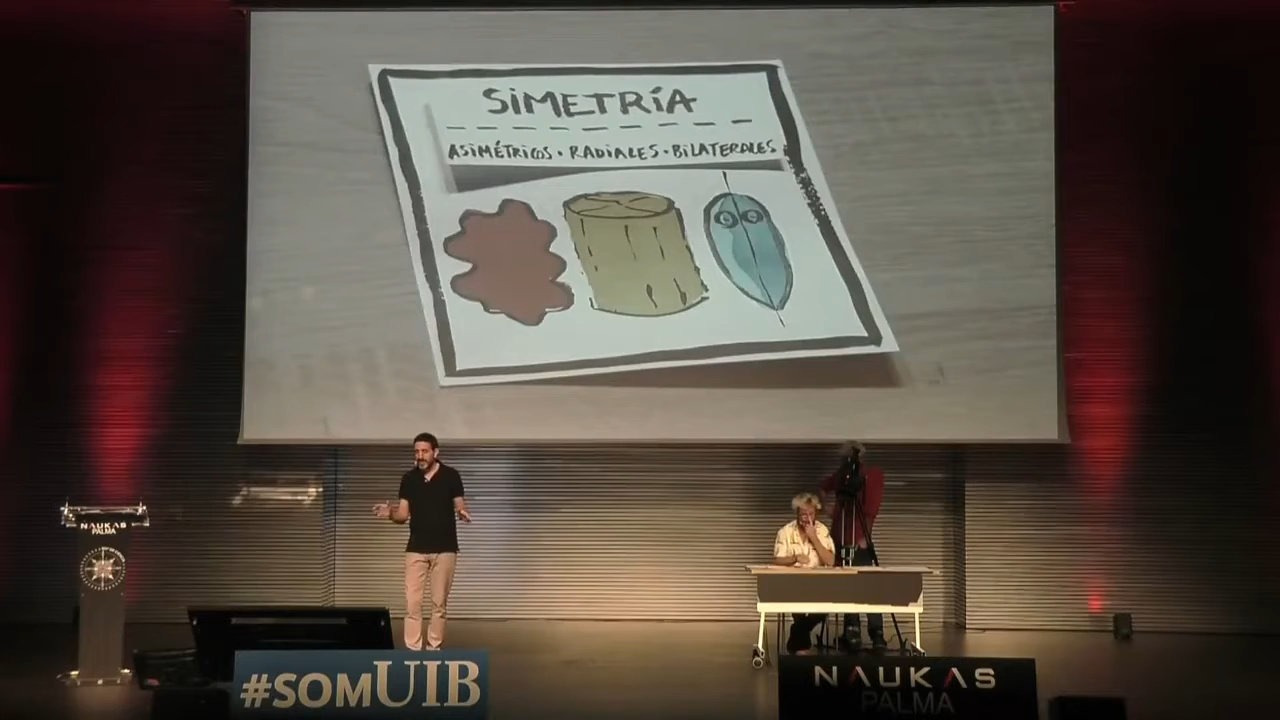 SiMETRíA
ASiMÉTRICOS · RADIALES · BiLATERALES
NAUKAS
PALMA
#SOMUIB
NAUKAS
PALMA